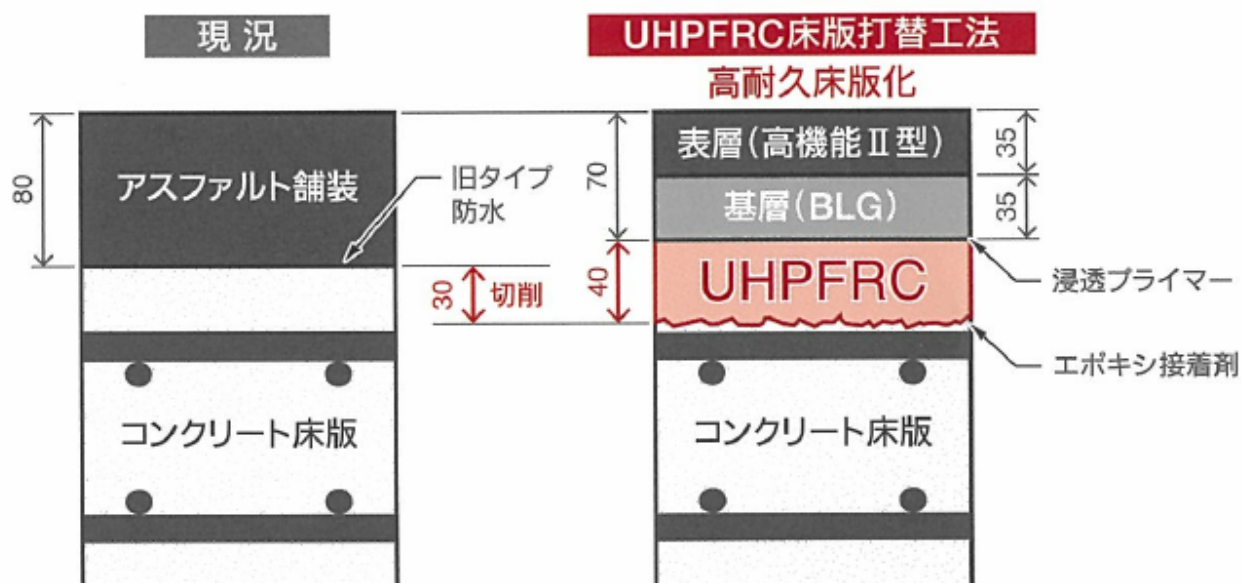 現況
UHPFRC床版打替工法
高耐久床版化
80
アスファルト舗装
旧タイプ
防水
30
切削
70
40
表層(高機能Ⅱ型)
基層(BLG)
UHPFRC
35
35
浸透プライマー
エポキシ接着剤
コンクリート床版
コンクリート床版